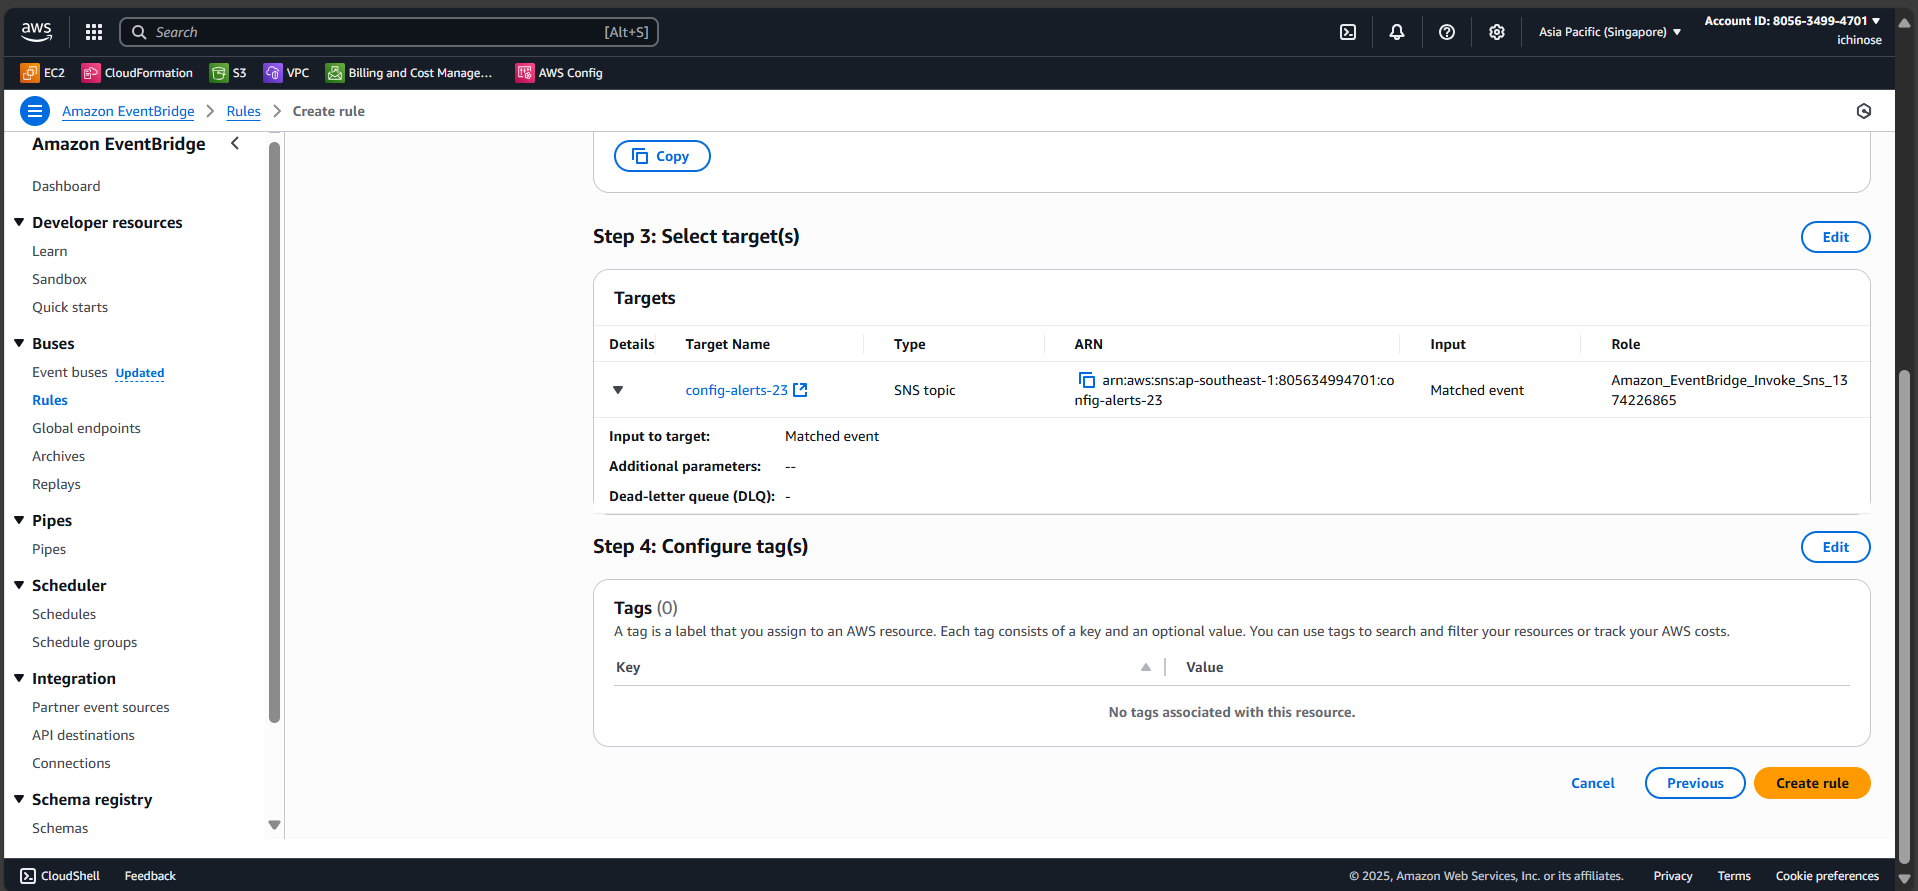 aws
Search
[Alt+S]
Asia Pacific (Singapore)
Account ID: 8056-3499-4701
ichinose
EC2
CloudFormation
S3
VPC
Billing and Cost Manage...
AWS Config
Amazon EventBridge
Rules
Create rule
Amazon EventBridge
Dashboard
Developer resources
Learn
Sandbox
Quick starts
Buses
Event buses Updated
Rules
Global endpoints
Archives
Replays
Pipes
Pipes
Scheduler
Schedules
Schedule groups
Integration
Partner event sources
API destinations
Connections
Schema registry
Schemas
Copy
Step 3: Select target(s)
Edit
Targets
Details
Target Name
Type
ARN
Input
Role
config-alerts-23
SNS topic
arn:aws:sns:ap-southeast-1:805634994701:co
nfig-alerts-23
Matched event
Amazon_EventBridge_Invoke_Sns_13
74226865
Input to target: Matched event
Additional parameters: --
Dead-letter queue (DLQ): -
Step 4: Configure tag(s)
Edit
Tags (0)
A tag is a label that you assign to an AWS resource. Each tag consists of a key and an optional value. You can use tags to search and filter your resources or track your AWS costs.
Key
Value
No tags associated with this resource.
Cancel
Previous
Create rule
CloudShell
Feedback
© 2025, Amazon Web Services, Inc. or its affiliates.
Privacy
Terms
Cookie preferences